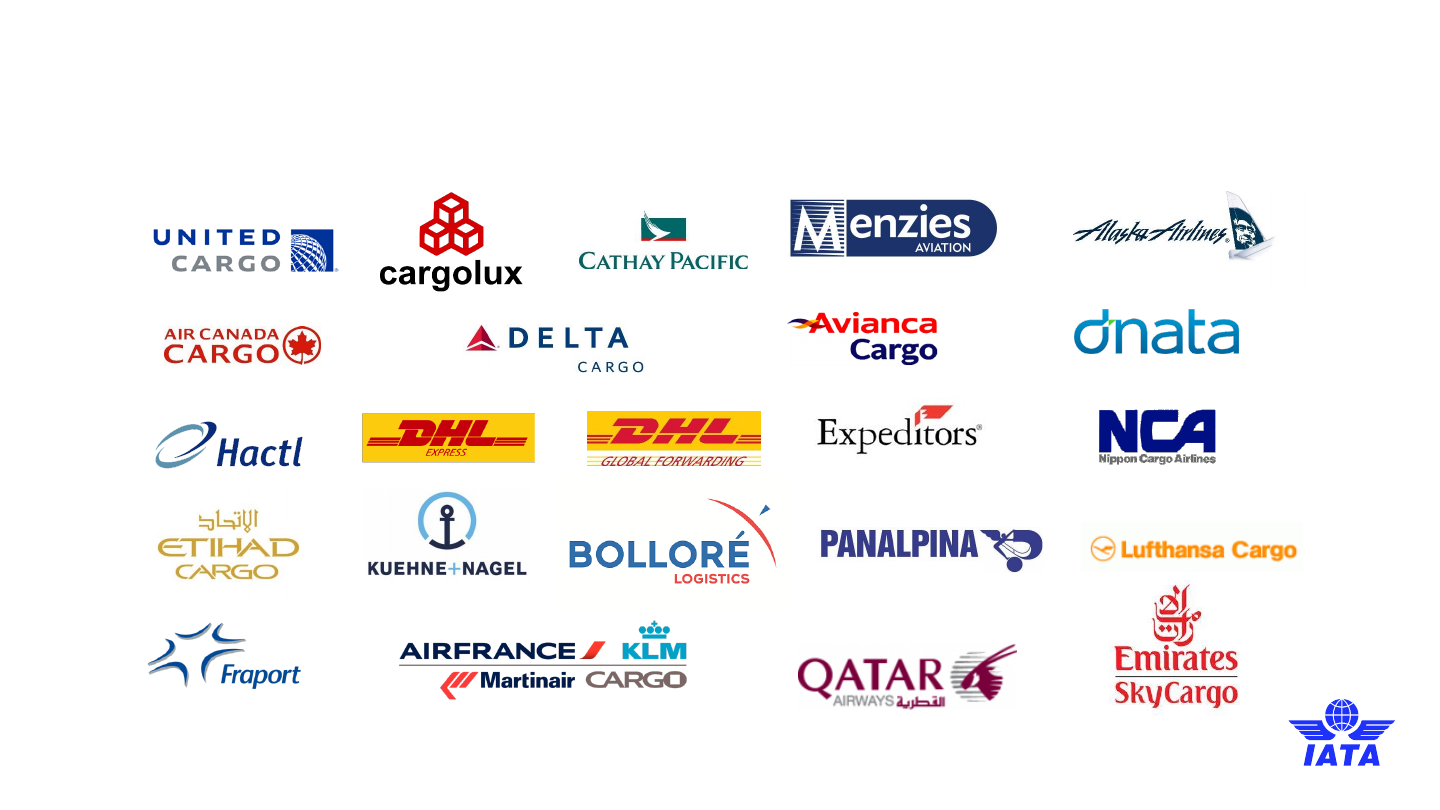 UNITED
CARGO
cargolux
CATHAY PACIFIC
Menzies
AVIATION
Alaska Airlines
AIR CANADA
CARGO
DELTA
CARGO
Avianca
Cargo
dnata
Hactl
DHL
EXPRESS
DHL
GLOBAL FORWARDING
Expeditors
NCA
Nippon Cargo Airlines
الإتحاد
ETIHAD
CARGO
KUEHNE+NAGEL
BOLLORÉ
LOGISTICS
PANALPINA
Lufthansa Cargo
Fraport
AIRFRANCE KLM
Martinair CARGO
QATAR
AIRWAYS القطرية
الإمارات
Emirates
SkyCargo
IATA